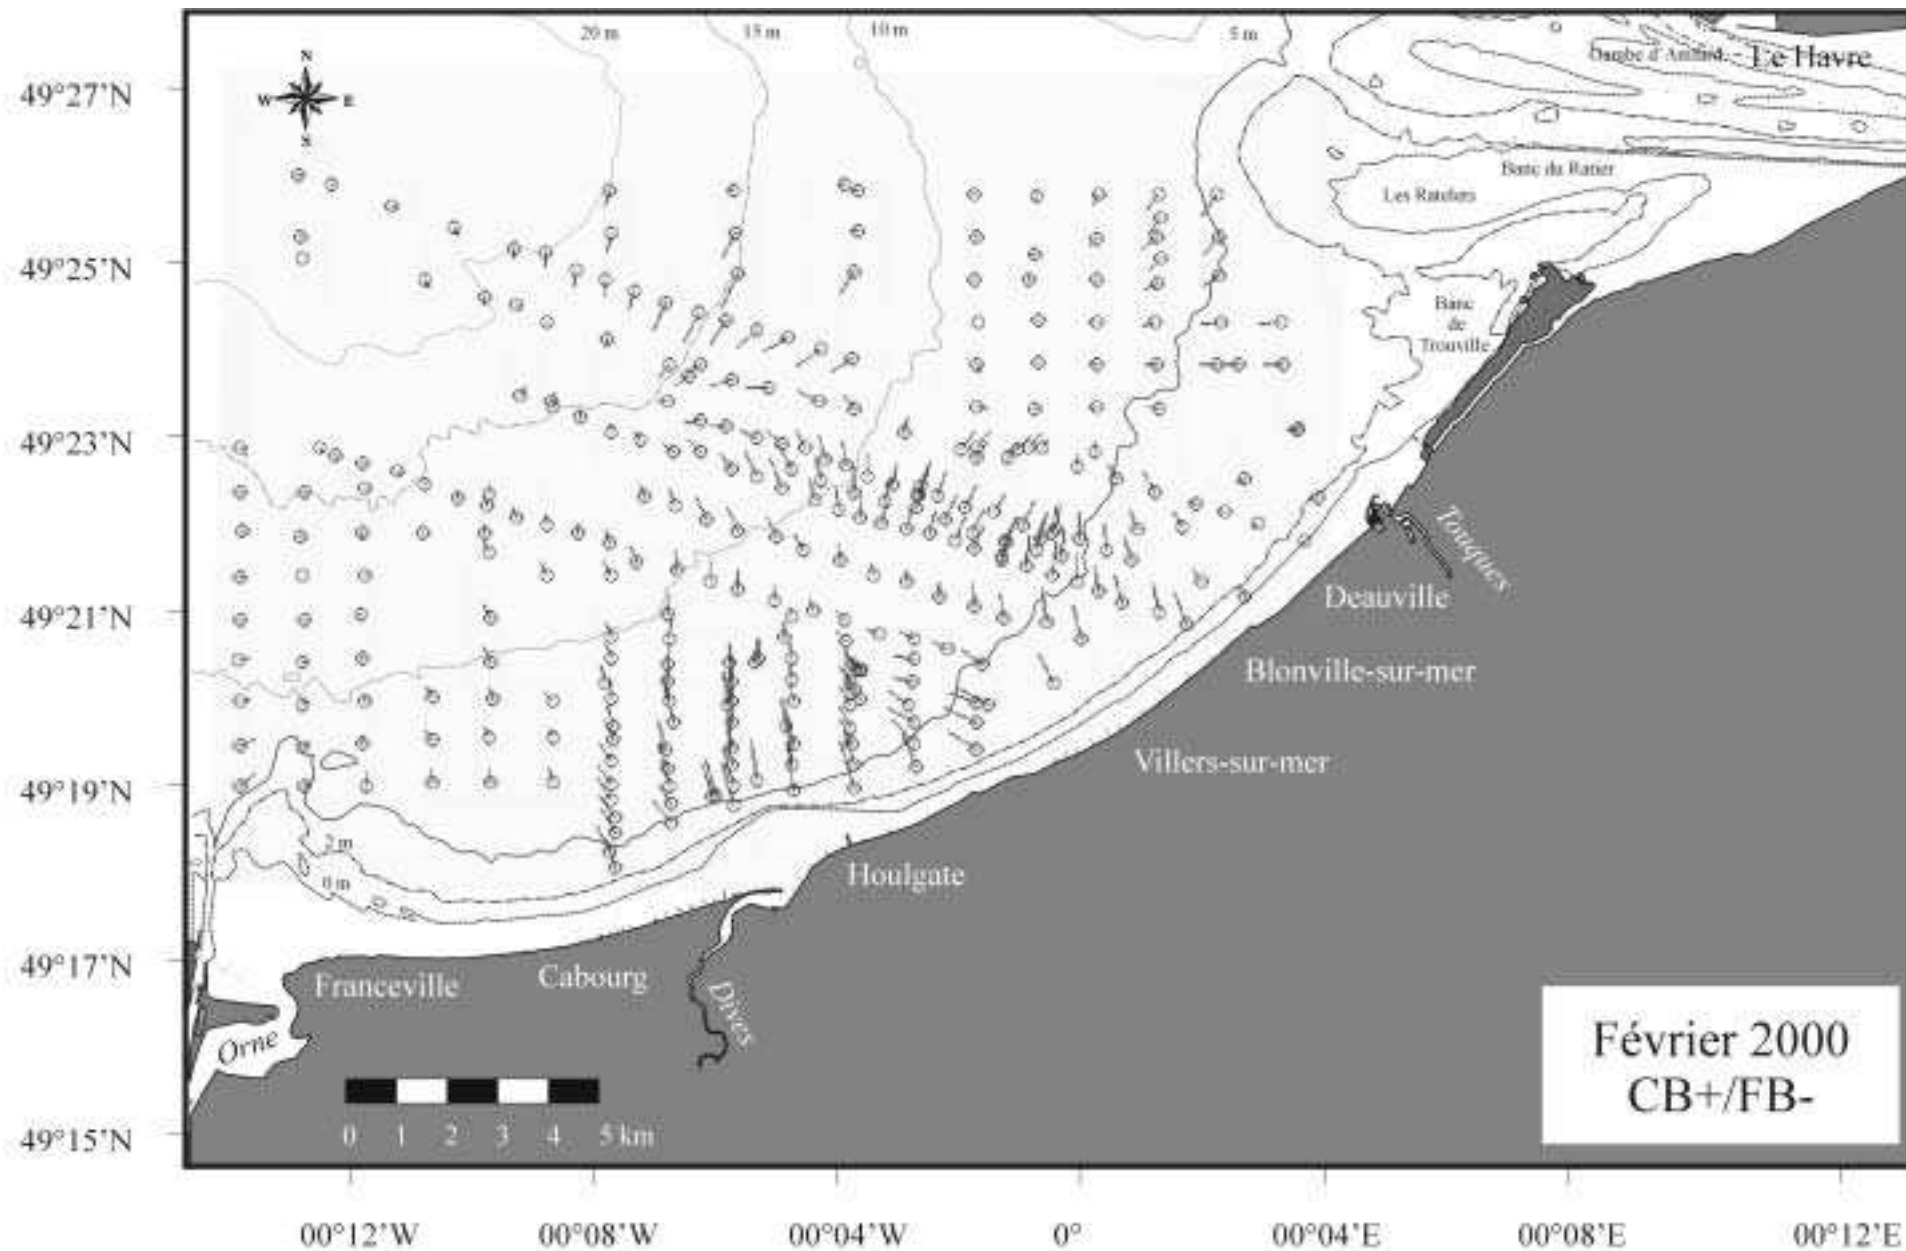 20 m
15 m
10 m
5 m
Le Havre
49°27'N
N
W
E
S
Banc du Ratier
Les Ratelets
49°25'N
Banc
de
Trouville
49°23'N
Touques
49°21'N
Deauville
Blonville-sur-mer
49°19'N
Villers-sur-mer
2 m
0 m
Houlgate
49°17'N
Franceville
Cabourg
Dives
Orne
Février 2000
CB+/FB-
0 1 2 3 4 5 km
49°15'N
00°12'W 00°08'W 00°04'W 0° 00°04'E 00°08'E 00°12'E